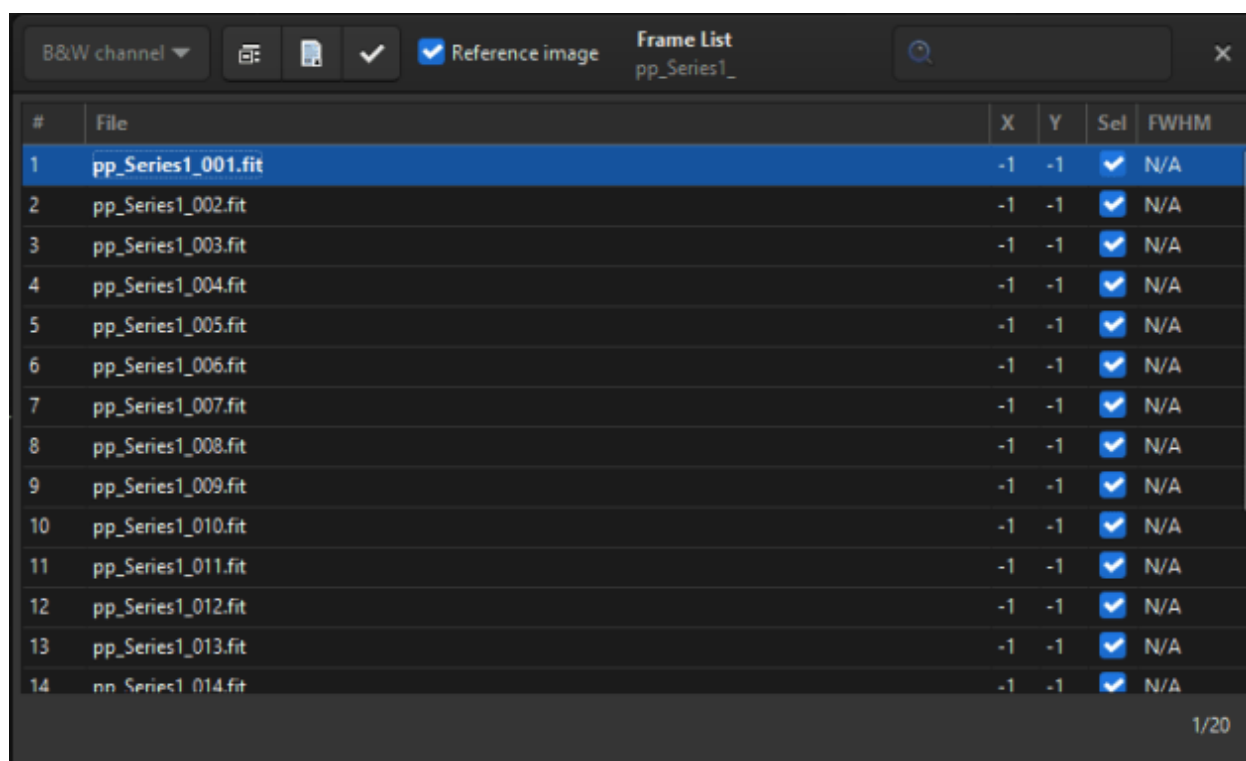 B&W channel Reference image Frame List
pp_Series1_
# File X Y Sel FWHM
1 pp_Series1_001.fit -1 -1 N/A
2 pp_Series1_002.fit -1 -1 N/A
3 pp_Series1_003.fit -1 -1 N/A
4 pp_Series1_004.fit -1 -1 N/A
5 pp_Series1_005.fit -1 -1 N/A
6 pp_Series1_006.fit -1 -1 N/A
7 pp_Series1_007.fit -1 -1 N/A
8 pp_Series1_008.fit -1 -1 N/A
9 pp_Series1_009.fit -1 -1 N/A
10 pp_Series1_010.fit -1 -1 N/A
11 pp_Series1_011.fit -1 -1 N/A
12 pp_Series1_012.fit -1 -1 N/A
13 pp_Series1_013.fit -1 -1 N/A
14 pp_Series1_014.fit -1 -1 N/A
1/20